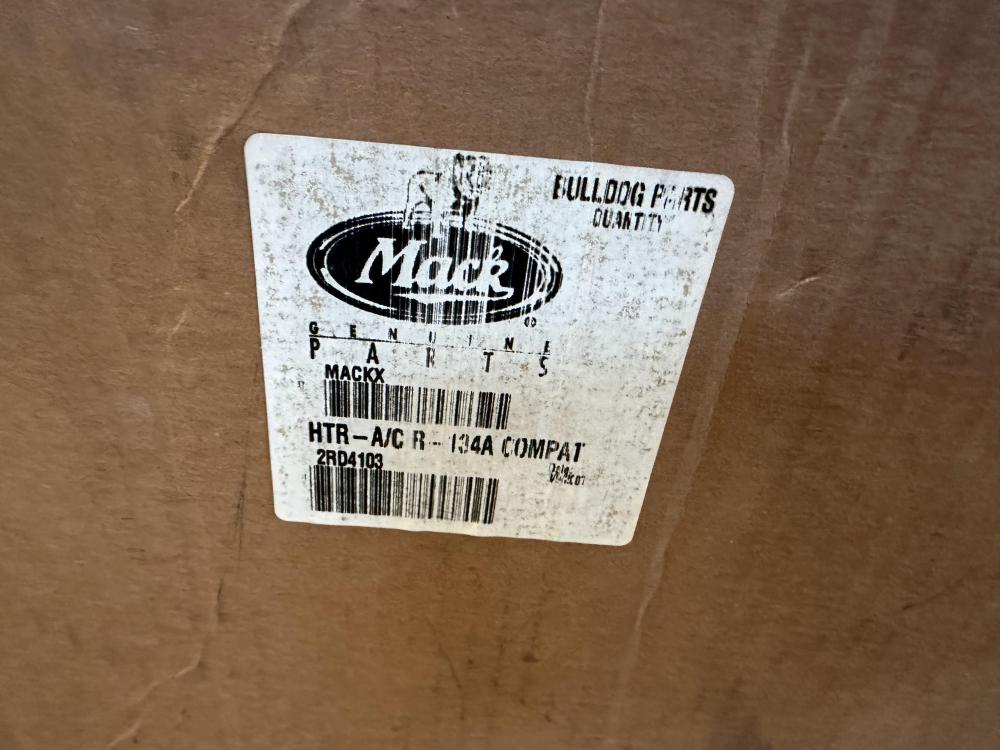 BULLDOG PARTS
QUANTITY
Mack
GENUINE
PARTS
MACKX
HTR-A/C R-134A COMPAT
2RD4103